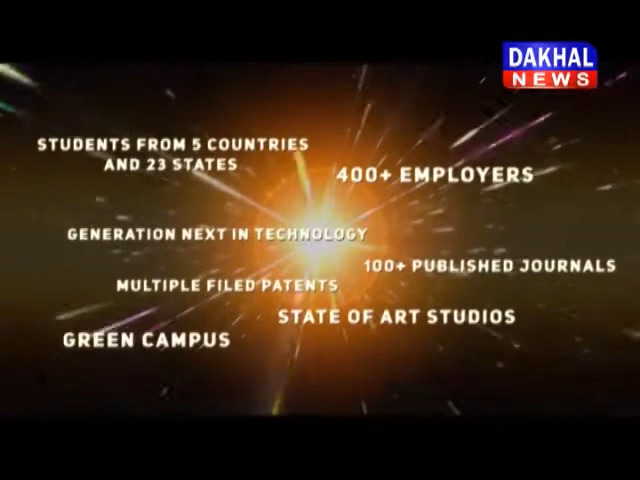 DAKHAL
NEWS
STUDENTS FROM 5 COUNTRIES
AND 23 STATES
400+ EMPLOYERS
GENERATION NEXT IN TECHNOLOGY
100+ PUBLISHED JOURNALS
MULTIPLE FILED PATENTS
STATE OF ART STUDIOS
GREEN CAMPUS